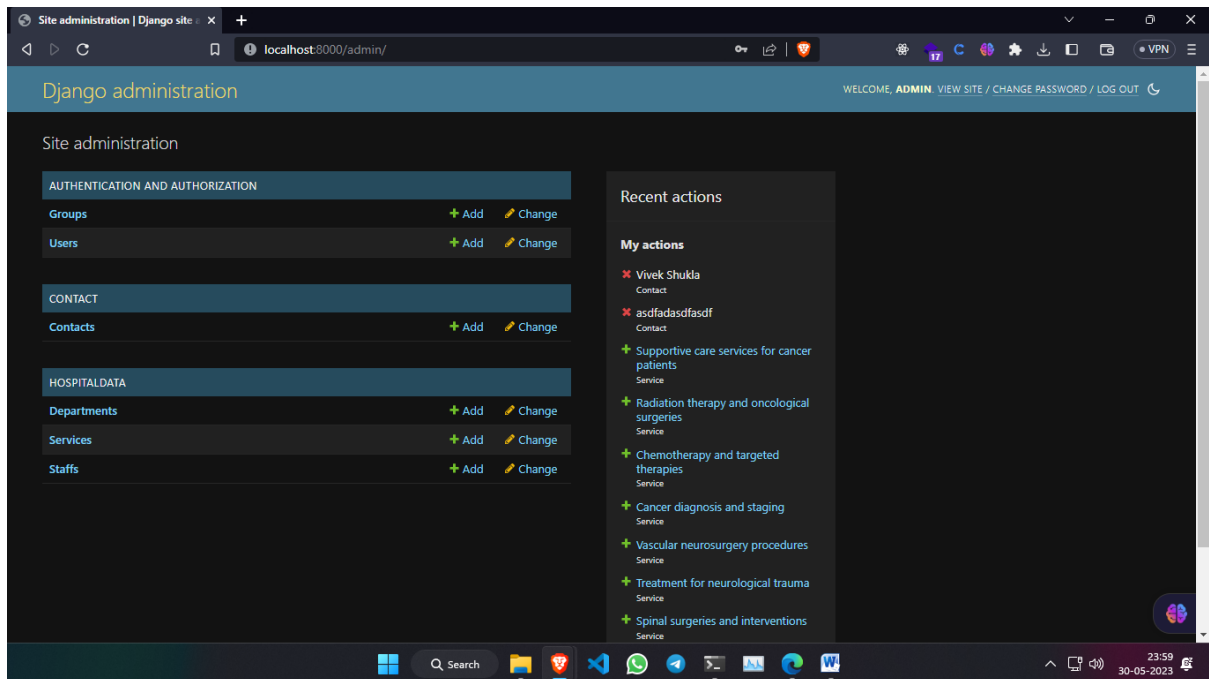 Site administration | Django site a
localhost:8000/admin/
17
VPN
Django administration
WELCOME, ADMIN. VIEW SITE / CHANGE PASSWORD / LOG OUT
Site administration
AUTHENTICATION AND AUTHORIZATION
Groups + Add Change
Users + Add Change
CONTACT
Contacts + Add Change
HOSPITALDATA
Departments + Add Change
Services + Add Change
Staffs + Add Change
Recent actions
My actions
Vivek Shukla
Contact
asdfadasdfasdf
Contact
Supportive care services for cancer
patients
Service
Radiation therapy and oncological
surgeries
Service
Chemotherapy and targeted
therapies
Service
Cancer diagnosis and staging
Service
Vascular neurosurgery procedures
Service
Treatment for neurological trauma
Service
Spinal surgeries and interventions
Service
Search
23:59
30-05-2023